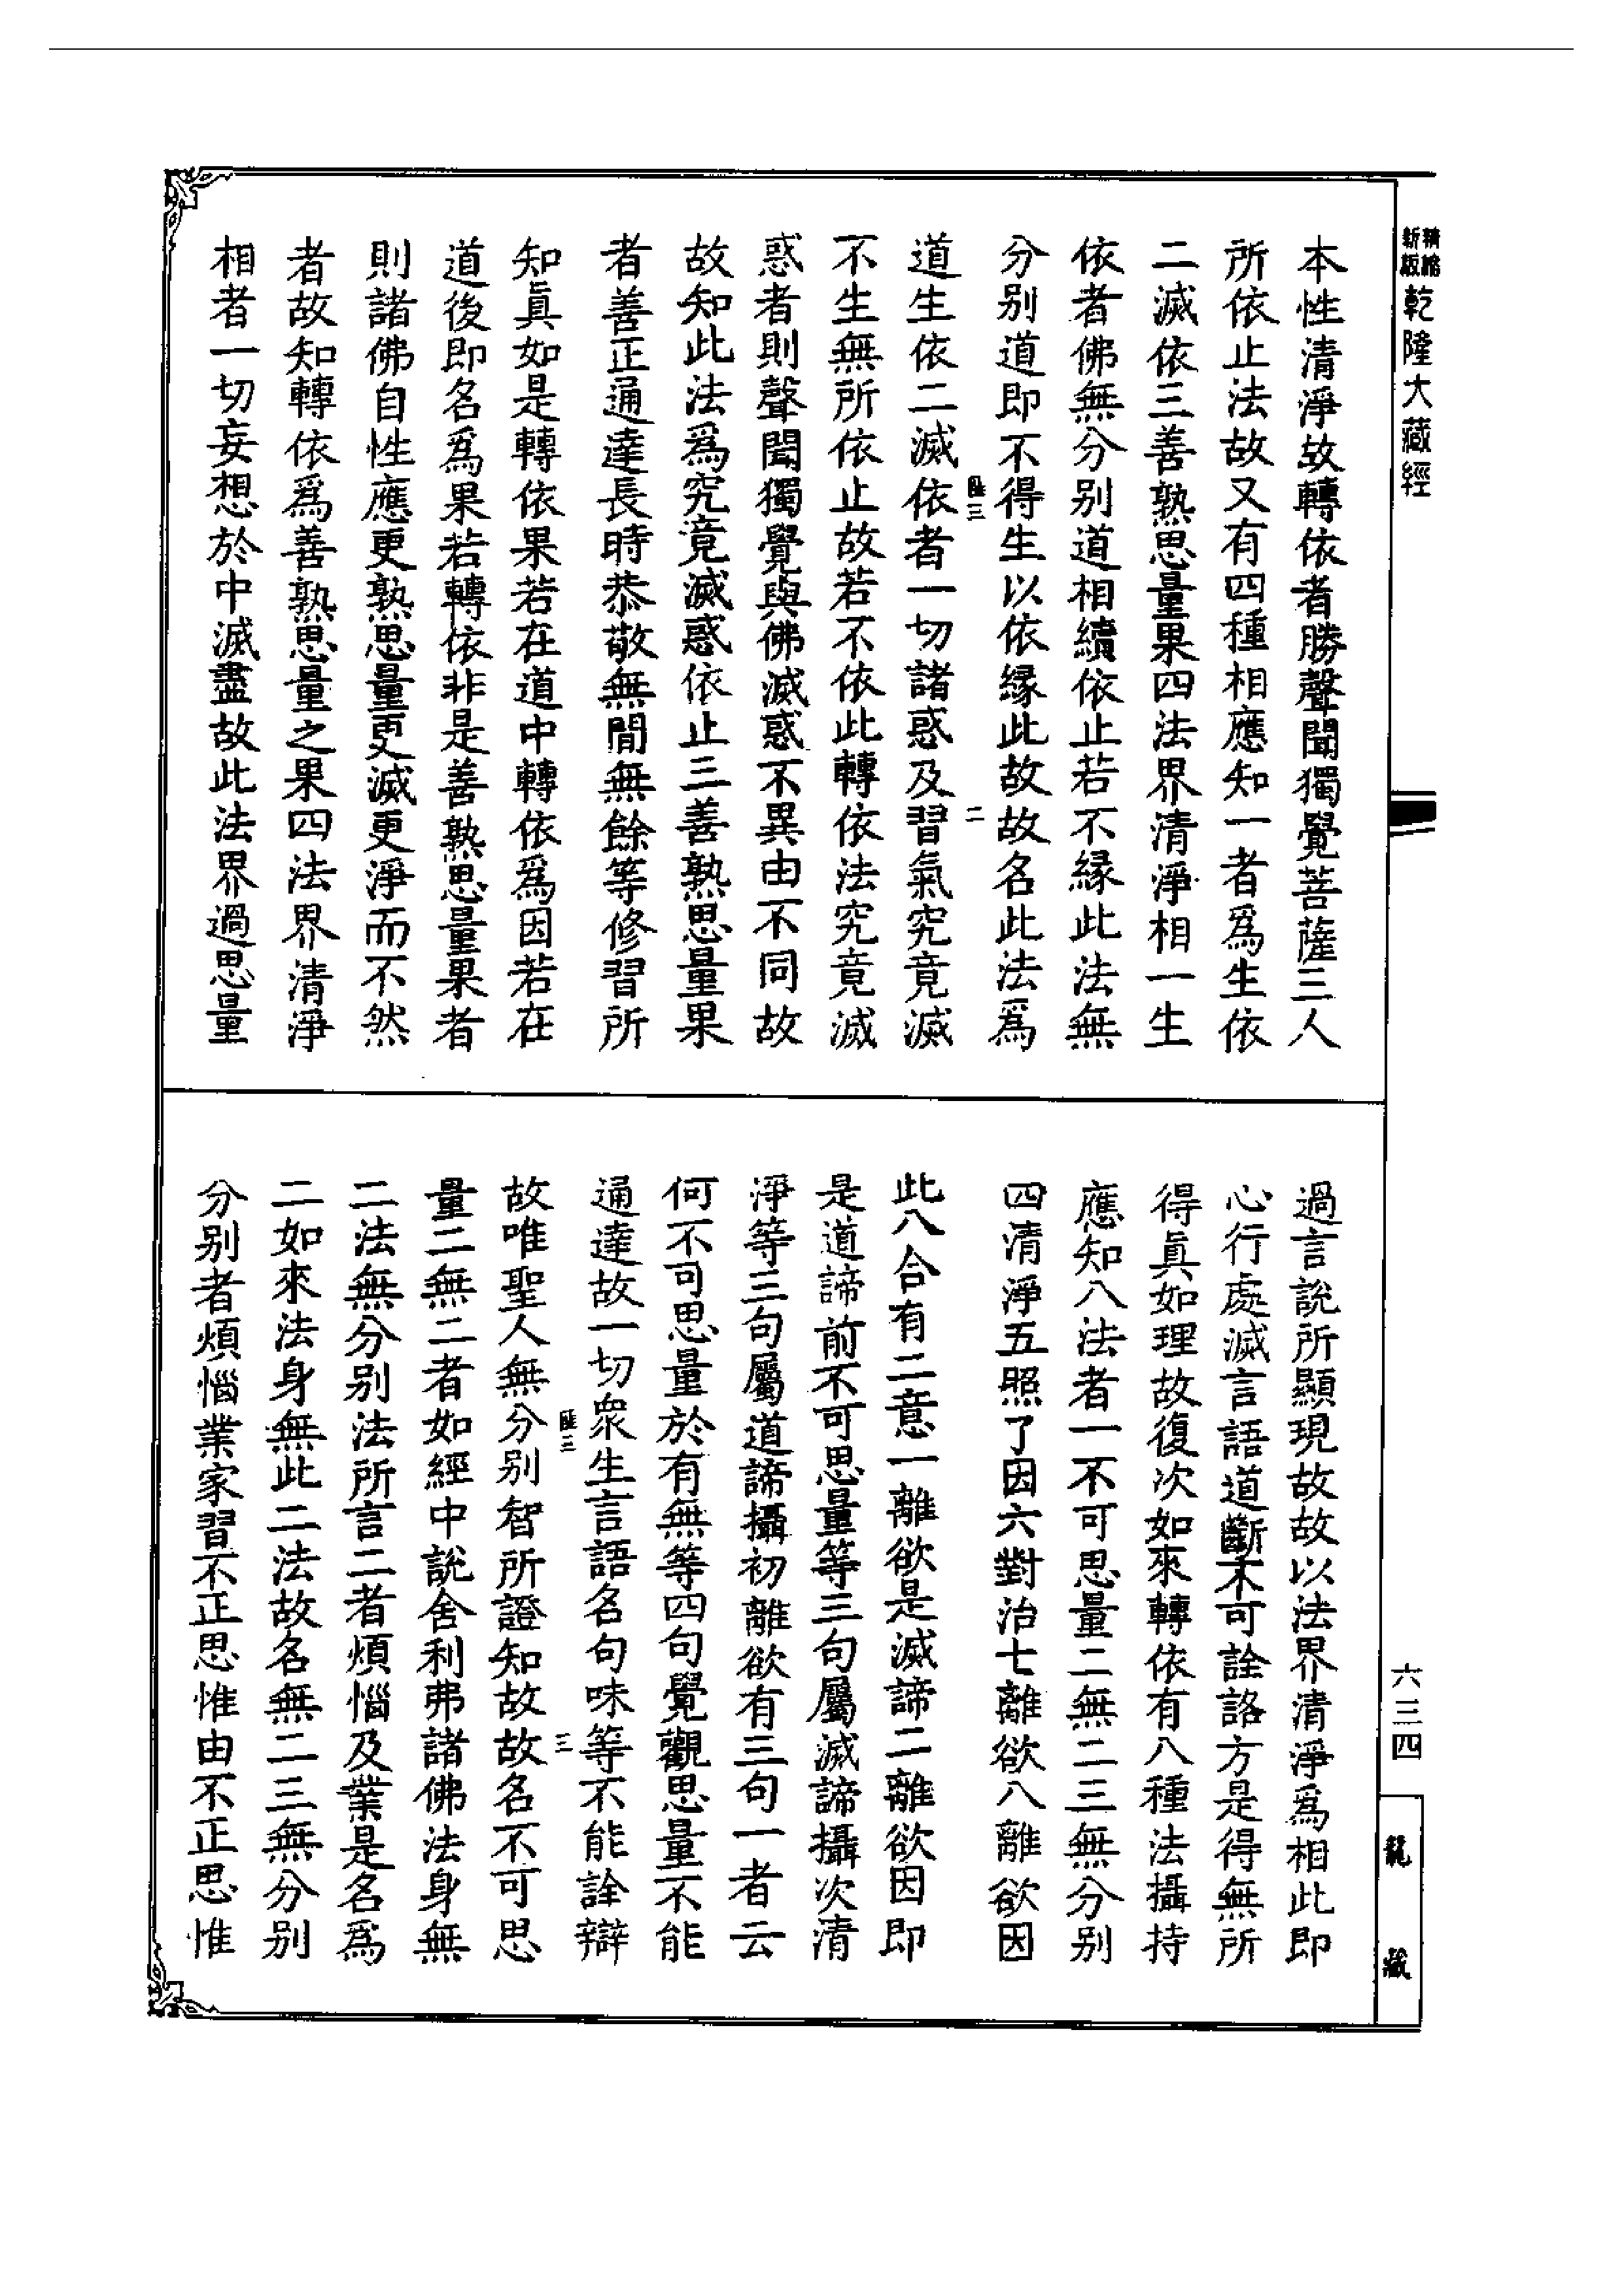 精縮
新版
乾隆大藏經
本性清淨故轉依者勝聲聞獨覺菩薩三人
所依止法故又有四種相應知一者爲生依
二滅依三善熟思量果四法界清淨相一生
依者佛無分別道相續依止若不縁此法無
分別道即不得生以依縁此故故名此法爲
匪三
二
道生依二滅依者一切諸惑及習氣究竟滅
不生無所依止故若不依此轉依法究竟滅
惑者則聲聞獨覺與佛滅惑不異由不同故
故知此法爲究竟滅惑依止三善熟思量果
者善正通達長時恭敬無間無餘等修習所
知真如是轉依果若在道中轉依爲因若在
道後即名爲果若轉依非是善熟思量果者
則諸佛自性應更熟思量更滅更淨而不然
者故知轉依爲善熟思量之果四法界清淨
相者一切妄想於中滅盡故此法界過思量
過言說所顯現故故以法界清淨爲相此即
心行處滅言語道斷不可詮詺方是得無所
得真如理故復次如來轉依有八種法攝持
應知八法者一不可思量二無二三無分別
四清淨五照了因六對治七離欲八離欲因
此八合有二意一離欲是滅諦二離欲因即
是道諦前不可思量等三句屬滅諦攝次清
淨等三句屬道諦攝初離欲有三句一者云
何不可思量於有無等四句覺觀思量不能
通達故一切衆生言語名句味等不能詮辯
匪三
三
故唯聖人無分別智所證知故故名不可思
量二無二者如經中說舍利弗諸佛法身無
二法無分別法所言二者煩惱及業是名爲
二如來法身無此二法故名無二三無分別
分別者煩惱業家習不正思惟由不正思惟
六三四
龍
藏